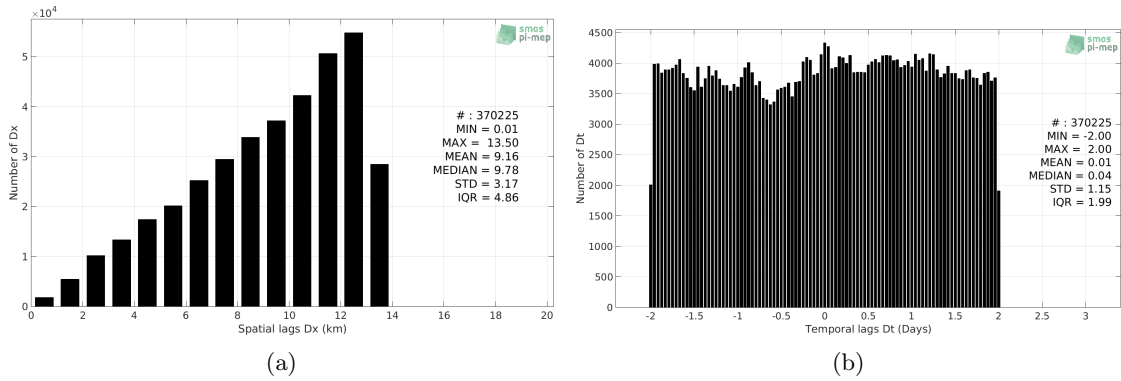 ×10⁴
smos
pi-mep
5
4
3
2
1
0
Number of Dx
# : 370225
MIN = 0.01
MAX = 13.50
MEAN = 9.16
MEDIAN = 9.78
STD = 3.17
IQR = 4.86
0 2 4 6 8 10 12 14 16 18 20
Spatial lags Dx (km)
(a)
smos
pi-mep
4500
4000
3500
3000
2500
2000
1500
1000
500
0
Number of Dt
# : 370225
MIN = -2.00
MAX = 2.00
MEAN = 0.01
MEDIAN = 0.04
STD = 1.15
IQR = 1.99
-2 -1.5 -1 -0.5 0 0.5 1 1.5 2 2.5 3
Temporal lags Dt (Days)
(b)